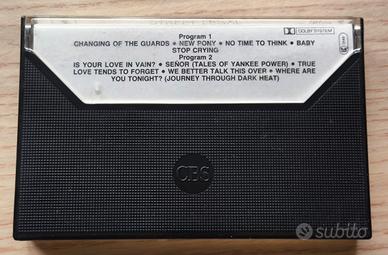 Program 1
CHANGING OF THE GUARDS • NEW PONY • NO TIME TO THINK • BABY
STOP CRYING
Program 2
IS YOUR LOVE IN VAIN? • SEÑOR (TALES OF YANKEE POWER) • TRUE
LOVE TENDS TO FORGET • WE BETTER TALK THIS OVER • WHERE ARE
YOU TONIGHT? (JOURNEY THROUGH DARK HEAT)
DOLBY SYSTEM
CBS
subito